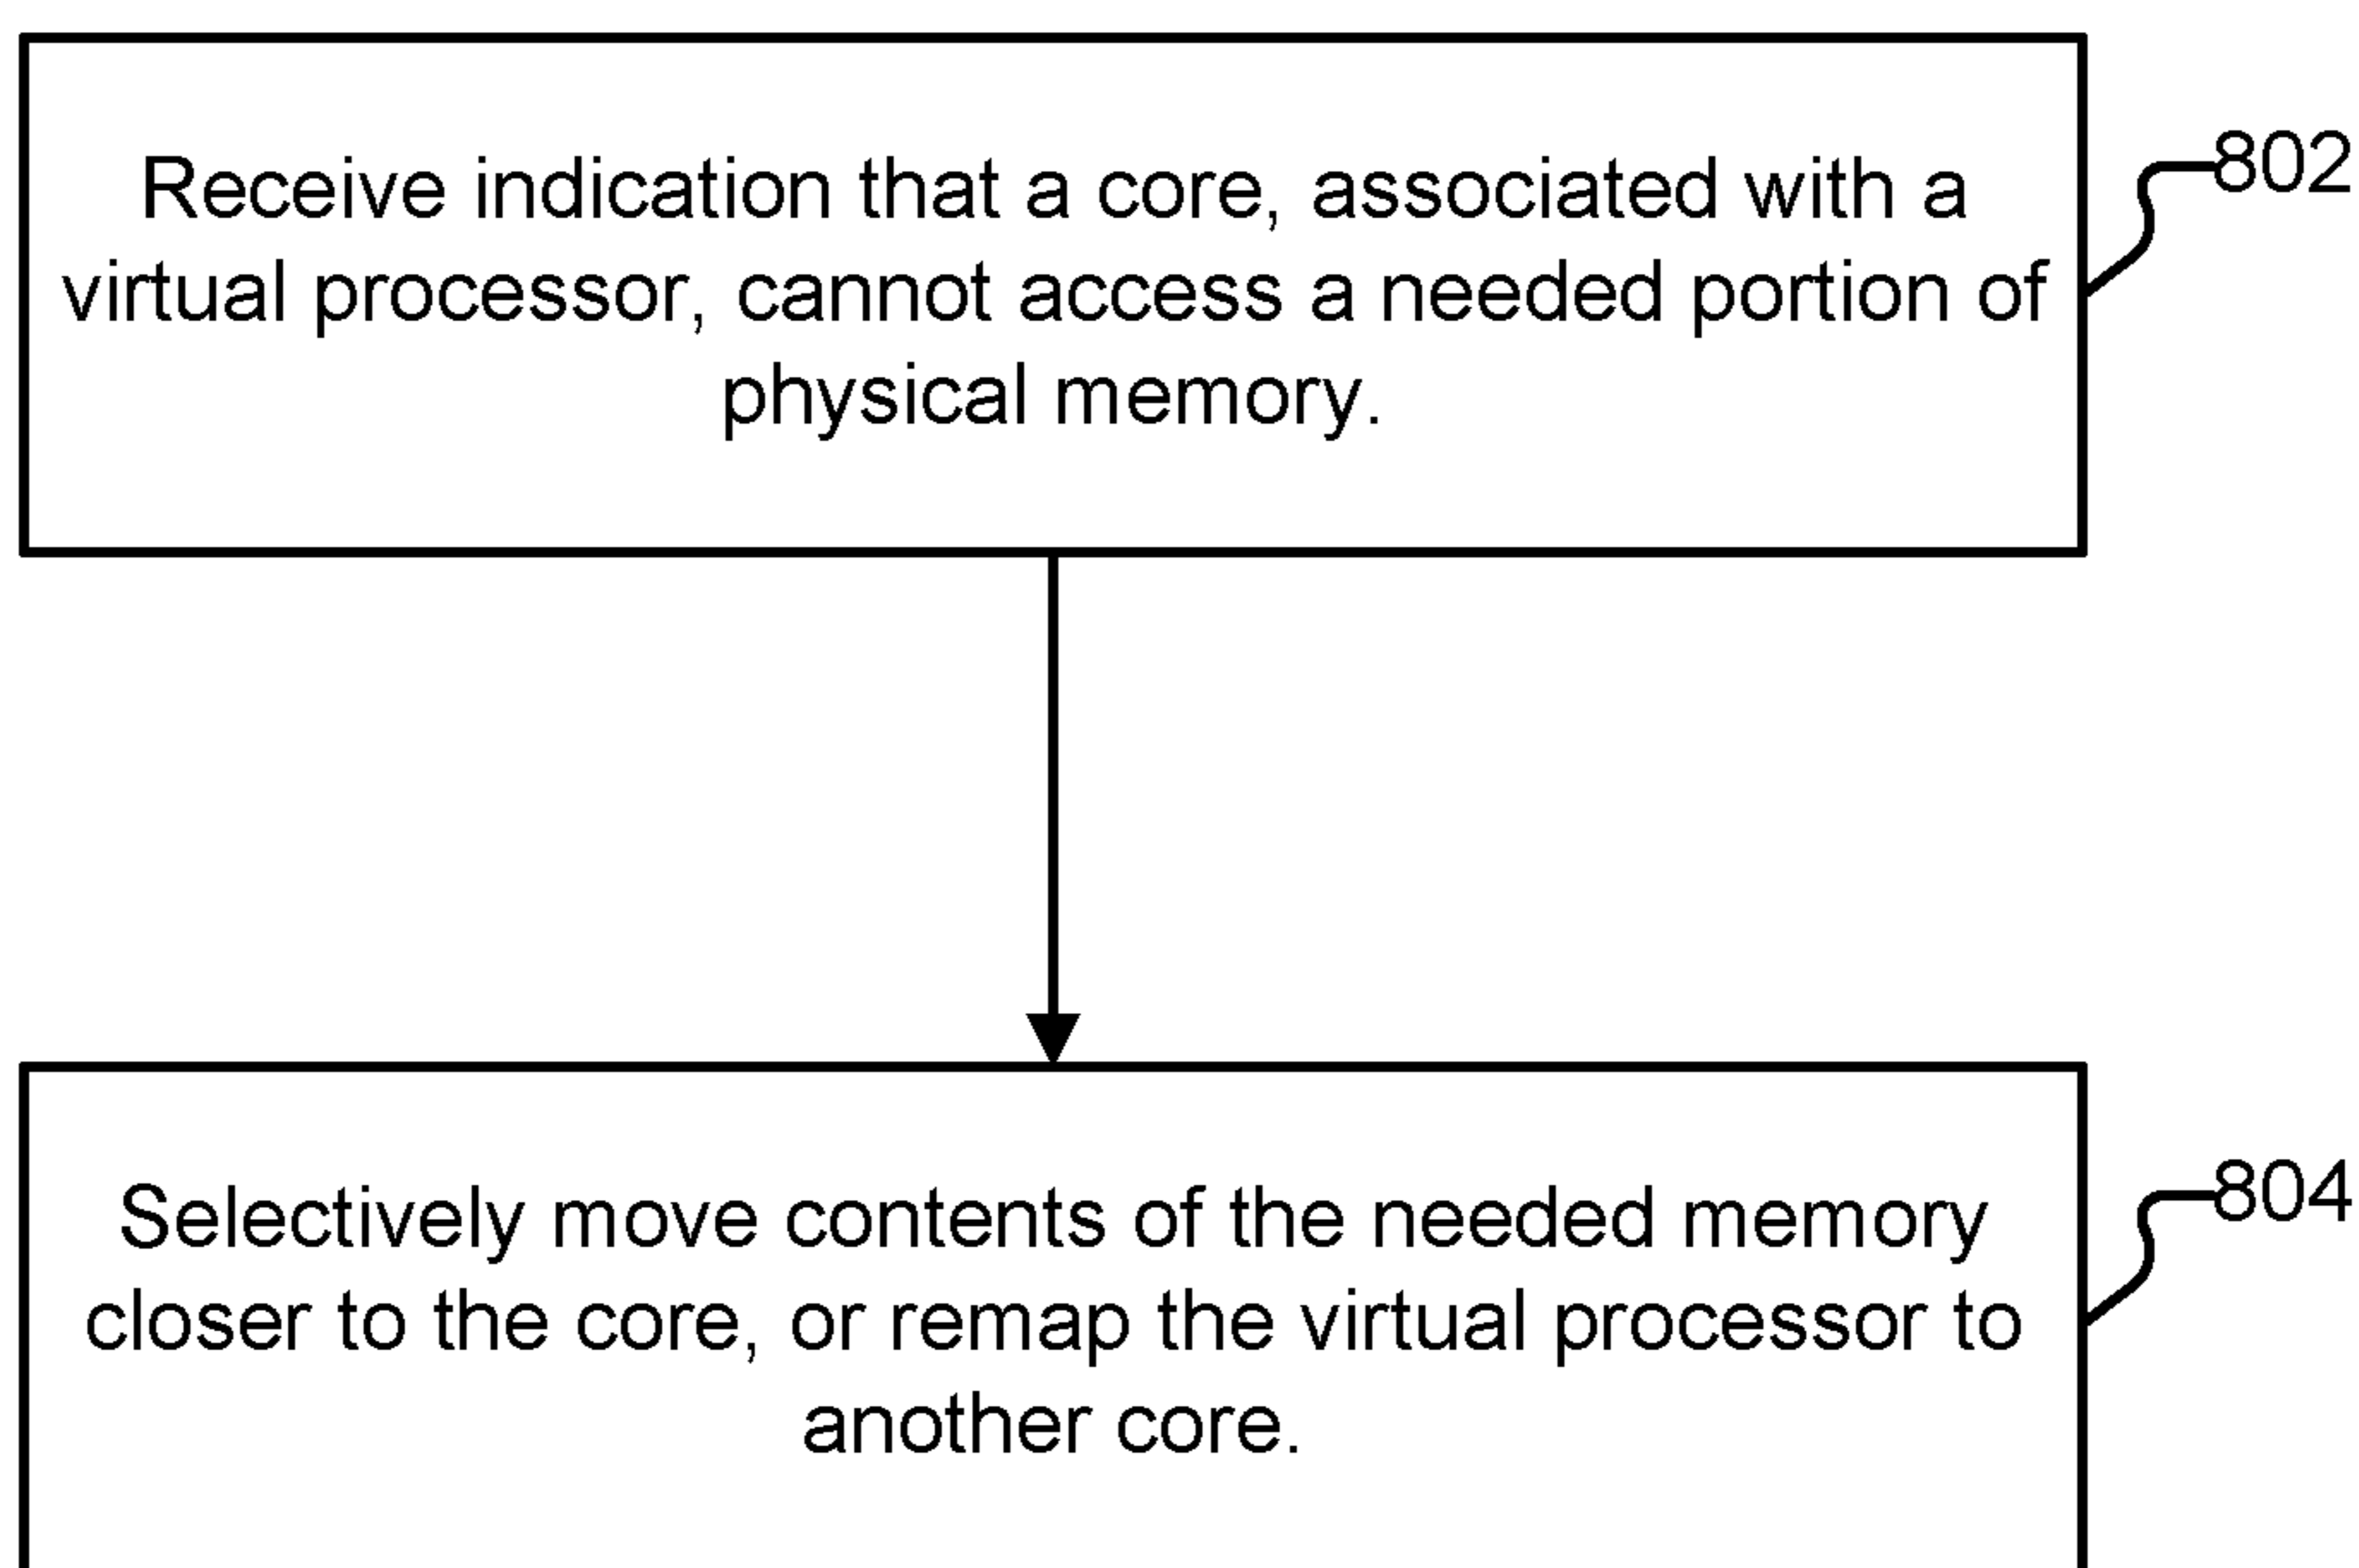 Receive indication that a core, associated with a
virtual processor, cannot access a needed portion of
physical memory.
802
Selectively move contents of the needed memory
closer to the core, or remap the virtual processor to
another core.
804